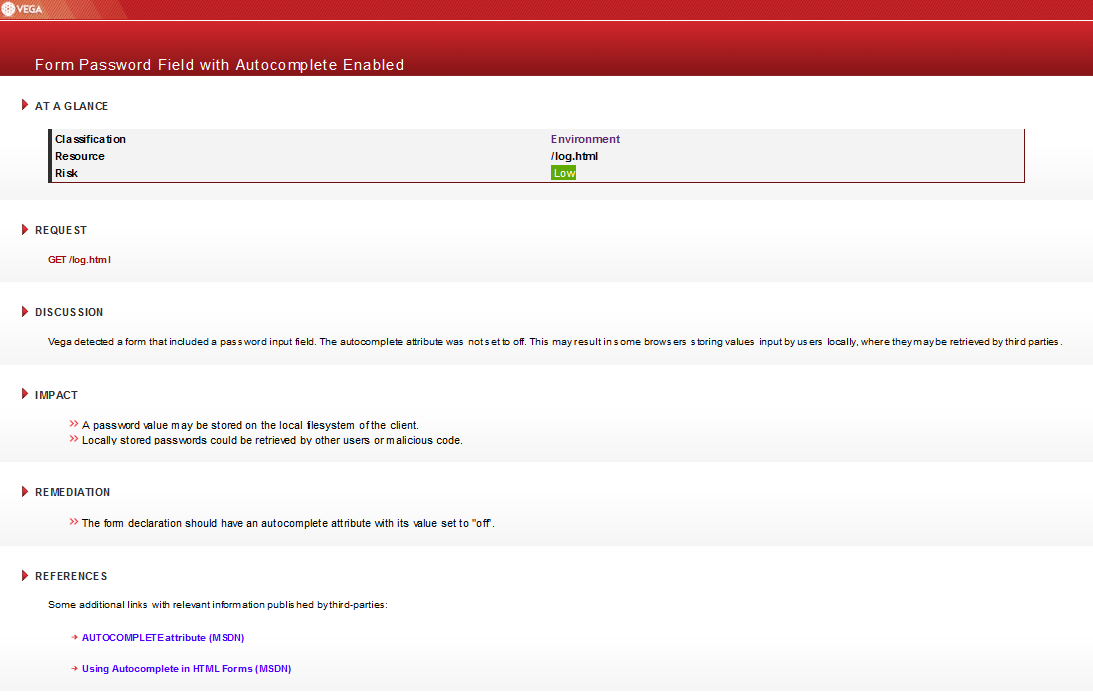 VEGA
Form Password Field with Autocomplete Enabled
AT A GLANCE
Classification Environment
Resource /log.html
Risk Low
REQUEST
GET /log.html
DISCUSSION
Vega detected a form that included a password input field. The autocomplete attribute was not set to off. This may result in some browsers storing values input by users locally, where they may be retrieved by third parties.
IMPACT
» A password value may be stored on the local filesystem of the client.
» Locally stored passwords could be retrieved by other users or malicious code.
REMEDIATION
» The form declaration should have an autocomplete attribute with its value set to "off".
REFERENCES
Some additional links with relevant information published by third-parties:
→ AUTOCOMPLETE attribute (MSDN)
→ Using Autocomplete in HTML Forms (MSDN)